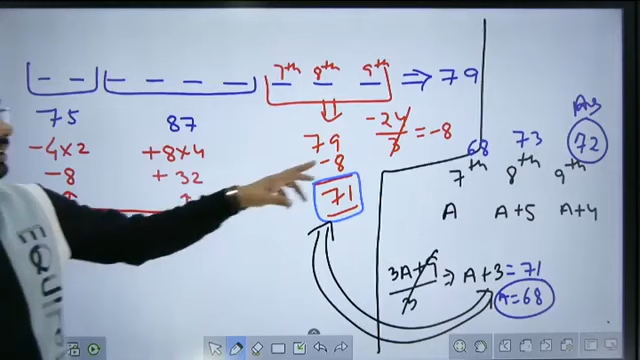 7th 8th 9th ⇒ 79
75
-4×2
-8
87
+8×4
+32
79
-8
71
-24/3 = -8
Ans
68 73 72
7th 8th 9th
A A+5 A+4
3A+9/3 ⇒ A+3=71
A=68
EQUI